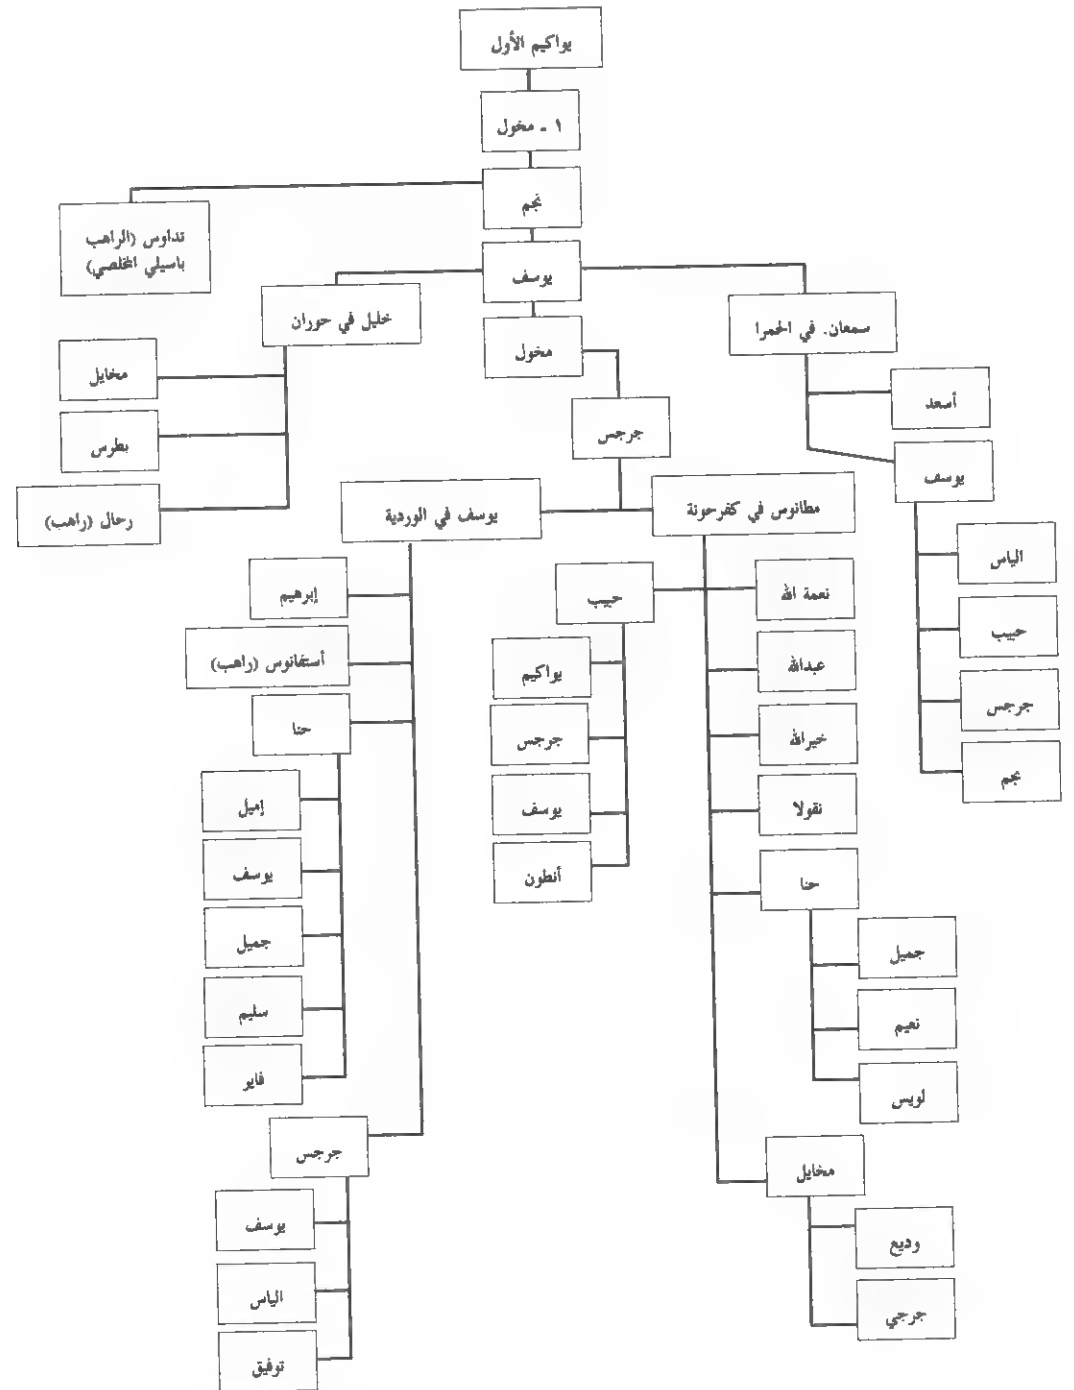 يواكيم الأول
١ - مخول
نجم
تداوس (الراهب
باسيلي المخلصي)
يوسف
خليل في حوران
مخول
سمعان. في الحمرا
مخايل
بطرس
رحال (راهب)
أسعد
يوسف
جرجس
يوسف في الوردية
مطانوس في كفرحونة
الياس
حبيب
جرجس
نجم
إبرهيم
أستفانوس (راهب)
حنا
إميل
يوسف
جميل
سليم
فايو
جرجس
يوسف
الياس
توفيق
حبيب
يواكيم
جرجس
يوسف
أنطون
نعمة الله
عبدالله
خيرالله
نقولا
حنا
جميل
نعيم
لويس
مخايل
وديع
جرجي